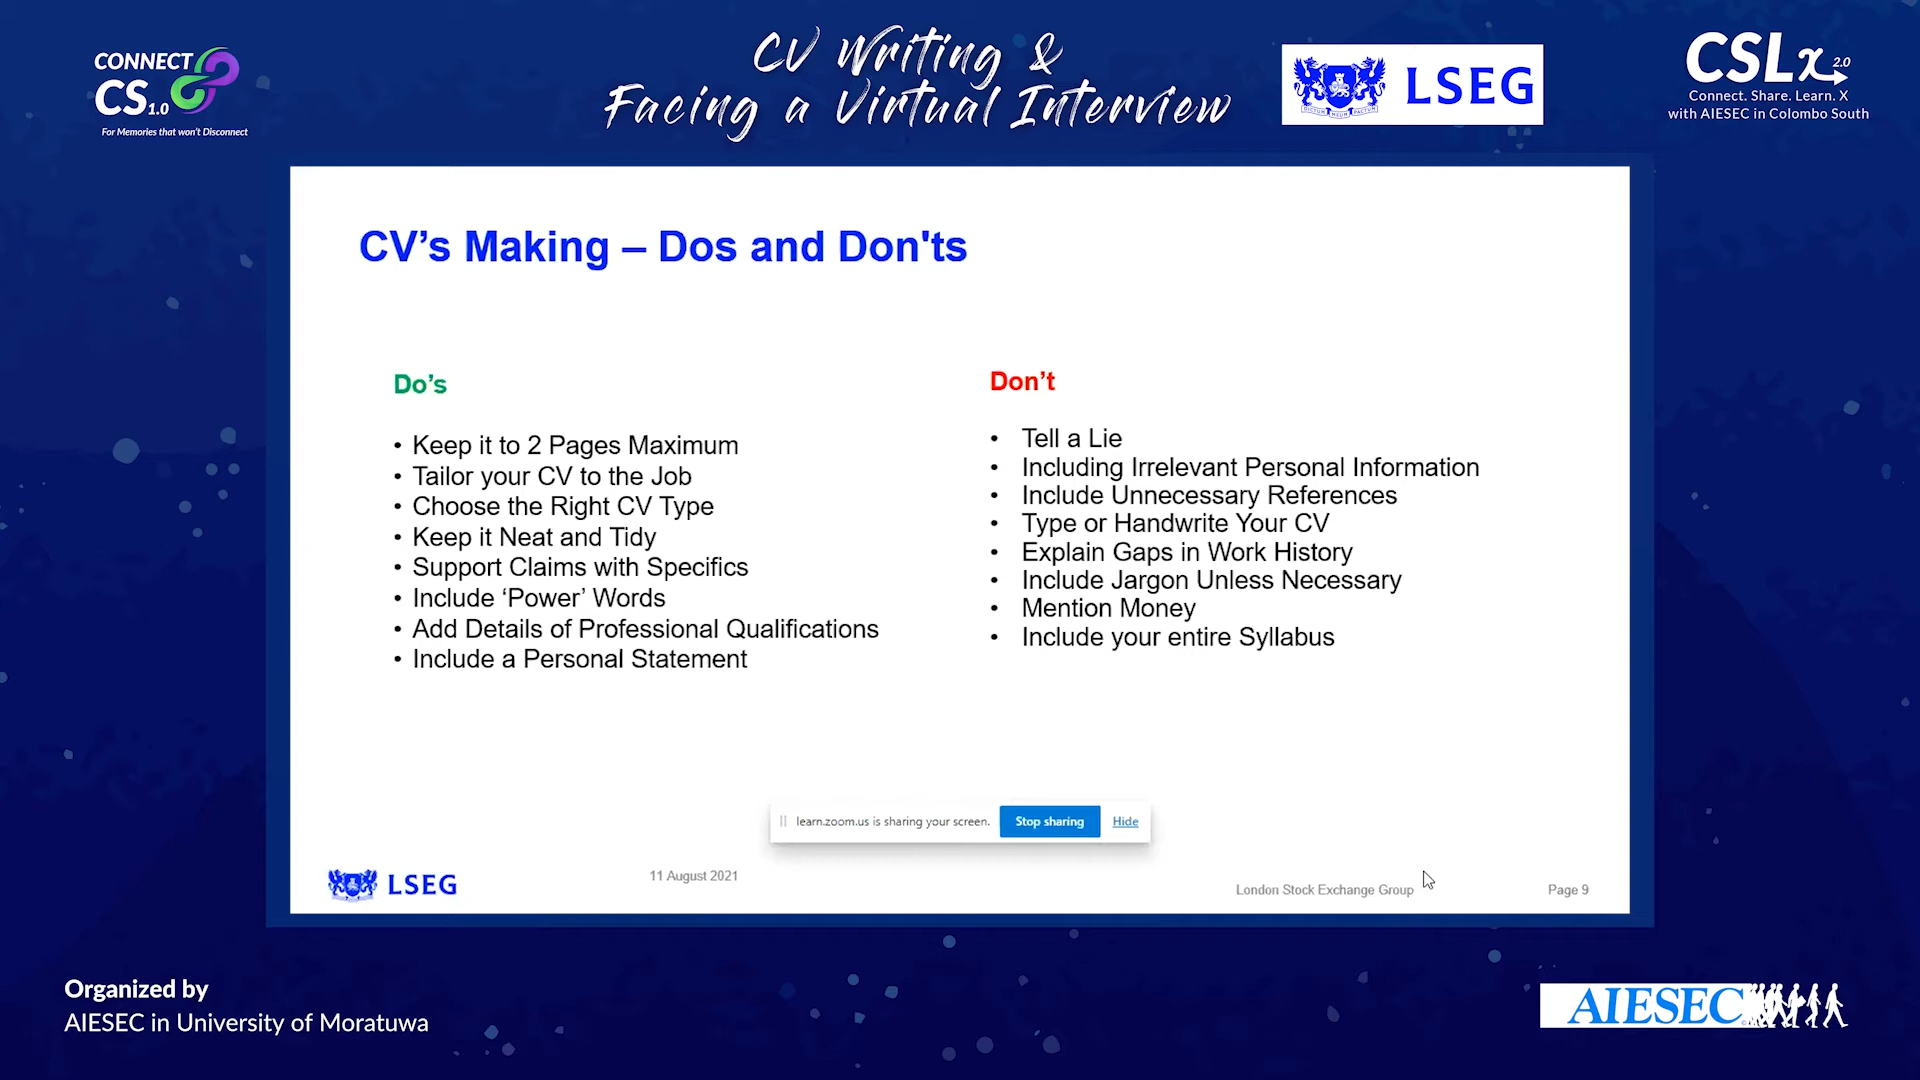 CONNECT
CS 1.0
For Memories that won't Disconnect
CV Writing &
Facing a Virtual Interview
LSEG
CSLx 2.0
Connect. Share. Learn. X
with AIESEC in Colombo South
CV’s Making – Dos and Don'ts
Do’s
• Keep it to 2 Pages Maximum
• Tailor your CV to the Job
• Choose the Right CV Type
• Keep it Neat and Tidy
• Support Claims with Specifics
• Include ‘Power’ Words
• Add Details of Professional Qualifications
• Include a Personal Statement
Don’t
• Tell a Lie
• Including Irrelevant Personal Information
• Include Unnecessary References
• Type or Handwrite Your CV
• Explain Gaps in Work History
• Include Jargon Unless Necessary
• Mention Money
• Include your entire Syllabus
learn.zoom.us is sharing your screen. Stop sharing Hide
LSEG
11 August 2021
London Stock Exchange Group
Page 9
Organized by
AIESEC in University of Moratuwa
AIESEC